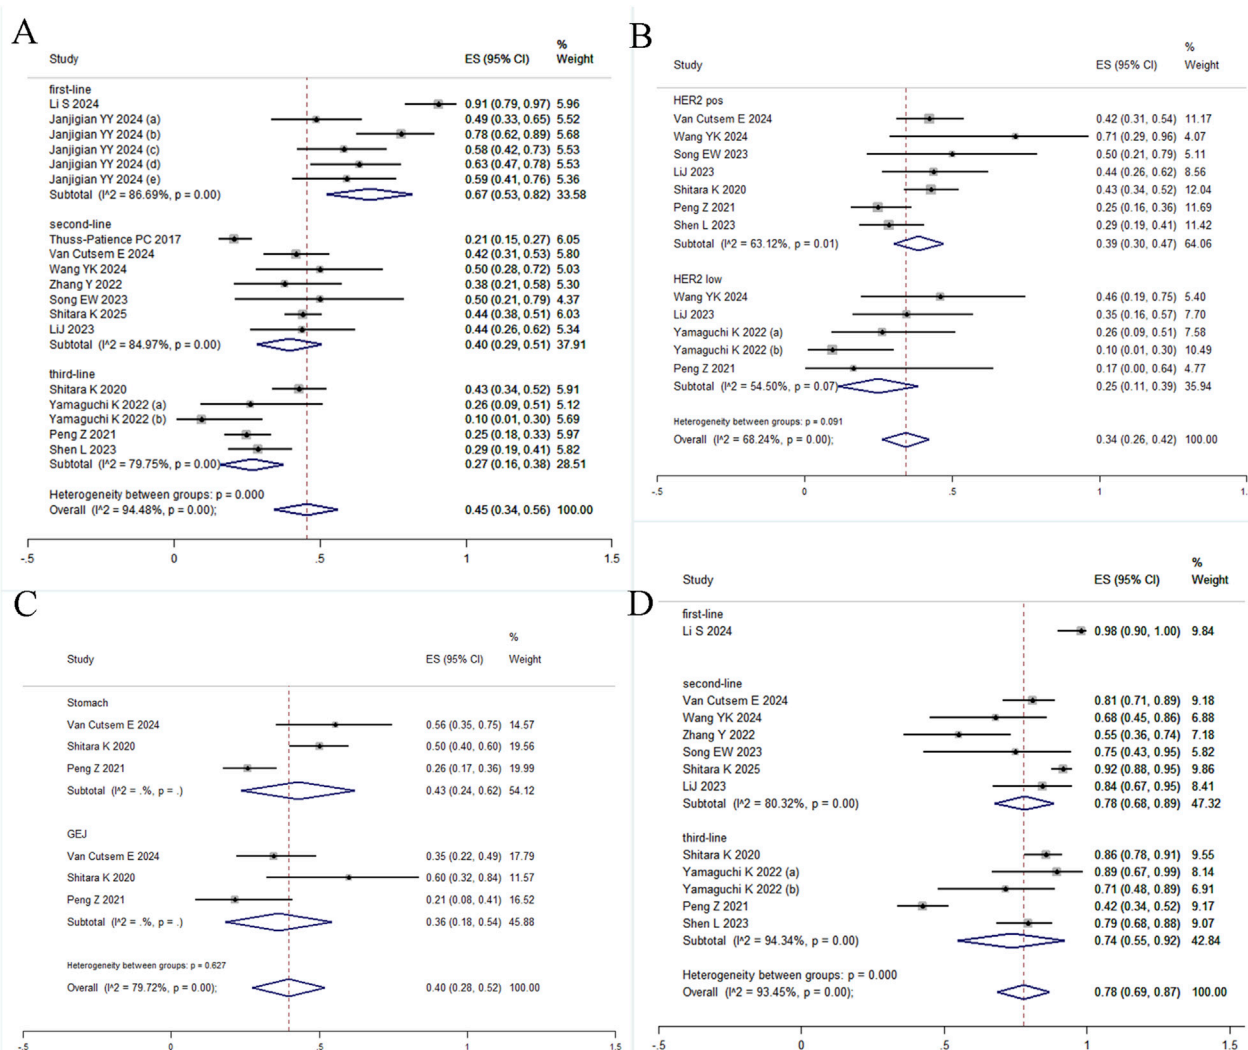 A
%
Study ES (95% CI) Weight
first-line
Li S 2024 0.91 (0.79, 0.97) 5.96
Janjigian YY 2024 (a) 0.49 (0.33, 0.65) 5.52
Janjigian YY 2024 (b) 0.78 (0.62, 0.89) 5.68
Janjigian YY 2024 (c) 0.58 (0.42, 0.73) 5.53
Janjigian YY 2024 (d) 0.63 (0.47, 0.78) 5.53
Janjigian YY 2024 (e) 0.59 (0.41, 0.76) 5.36
Subtotal (I^2 = 86.69%, p = 0.00) 0.67 (0.53, 0.82) 33.58
second-line
Thuss-Patience PC 2017 0.21 (0.15, 0.27) 6.05
Van Cutsem E 2024 0.42 (0.31, 0.53) 5.80
Wang YK 2024 0.50 (0.28, 0.72) 5.03
Zhang Y 2022 0.38 (0.21, 0.58) 5.30
Song EW 2023 0.50 (0.21, 0.79) 4.37
Shitara K 2025 0.44 (0.38, 0.51) 6.03
LiJ 2023 0.44 (0.26, 0.62) 5.34
Subtotal (I^2 = 84.97%, p = 0.00) 0.40 (0.29, 0.51) 37.91
third-line
Shitara K 2020 0.43 (0.34, 0.52) 5.91
Yamaguchi K 2022 (a) 0.26 (0.09, 0.51) 5.12
Yamaguchi K 2022 (b) 0.10 (0.01, 0.30) 5.69
Peng Z 2021 0.25 (0.18, 0.33) 5.97
Shen L 2023 0.29 (0.19, 0.41) 5.82
Subtotal (I^2 = 79.75%, p = 0.00) 0.27 (0.16, 0.38) 28.51
Heterogeneity between groups: p = 0.000
Overall (I^2 = 94.48%, p = 0.00); 0.45 (0.34, 0.56) 100.00
-.5 0 .5 1 1.5
B
%
Study ES (95% CI) Weight
HER2 pos
Van Cutsem E 2024 0.42 (0.31, 0.54) 11.17
Wang YK 2024 0.71 (0.29, 0.96) 4.07
Song EW 2023 0.50 (0.21, 0.79) 5.11
LiJ 2023 0.44 (0.26, 0.62) 8.56
Shitara K 2020 0.43 (0.34, 0.52) 12.04
Peng Z 2021 0.25 (0.16, 0.36) 11.69
Shen L 2023 0.29 (0.19, 0.41) 11.42
Subtotal (I^2 = 63.12%, p = 0.01) 0.39 (0.30, 0.47) 64.06
HER2 low
Wang YK 2024 0.46 (0.19, 0.75) 5.40
LiJ 2023 0.35 (0.16, 0.57) 7.70
Yamaguchi K 2022 (a) 0.26 (0.09, 0.51) 7.58
Yamaguchi K 2022 (b) 0.10 (0.01, 0.30) 10.49
Peng Z 2021 0.17 (0.00, 0.64) 4.77
Subtotal (I^2 = 54.50%, p = 0.07) 0.25 (0.11, 0.39) 35.94
Heterogeneity between groups: p = 0.091
Overall (I^2 = 68.24%, p = 0.00); 0.34 (0.26, 0.42) 100.00
-.5 0 .5 1 1.
C
%
Study ES (95% CI) Weight
Stomach
Van Cutsem E 2024 0.56 (0.35, 0.75) 14.57
Shitara K 2020 0.50 (0.40, 0.60) 19.56
Peng Z 2021 0.26 (0.17, 0.36) 19.99
Subtotal (I^2 = .%, p = .) 0.43 (0.24, 0.62) 54.12
GEJ
Van Cutsem E 2024 0.35 (0.22, 0.49) 17.79
Shitara K 2020 0.60 (0.32, 0.84) 11.57
Peng Z 2021 0.21 (0.08, 0.41) 16.52
Subtotal (I^2 = .%, p = .) 0.36 (0.18, 0.54) 45.88
Heterogeneity between groups: p = 0.627
Overall (I^2 = 79.72%, p = 0.00); 0.40 (0.28, 0.52) 100.00
-.5 0 .5 1 1.5
D
%
Study ES (95% CI) Weight
first-line
Li S 2024 0.98 (0.90, 1.00) 9.84
second-line
Van Cutsem E 2024 0.81 (0.71, 0.89) 9.18
Wang YK 2024 0.68 (0.45, 0.86) 6.88
Zhang Y 2022 0.55 (0.36, 0.74) 7.18
Song EW 2023 0.75 (0.43, 0.95) 5.82
Shitara K 2025 0.92 (0.88, 0.95) 9.86
LiJ 2023 0.84 (0.67, 0.95) 8.41
Subtotal (I^2 = 80.32%, p = 0.00) 0.78 (0.68, 0.89) 47.32
third-line
Shitara K 2020 0.86 (0.78, 0.91) 9.55
Yamaguchi K 2022 (a) 0.89 (0.67, 0.99) 8.14
Yamaguchi K 2022 (b) 0.71 (0.48, 0.89) 6.91
Peng Z 2021 0.42 (0.34, 0.52) 9.17
Shen L 2023 0.79 (0.68, 0.88) 9.07
Subtotal (I^2 = 94.34%, p = 0.00) 0.74 (0.55, 0.92) 42.84
Heterogeneity between groups: p = 0.000
Overall (I^2 = 93.45%, p = 0.00); 0.78 (0.69, 0.87) 100.00
-.5 0 .5 1 1.5